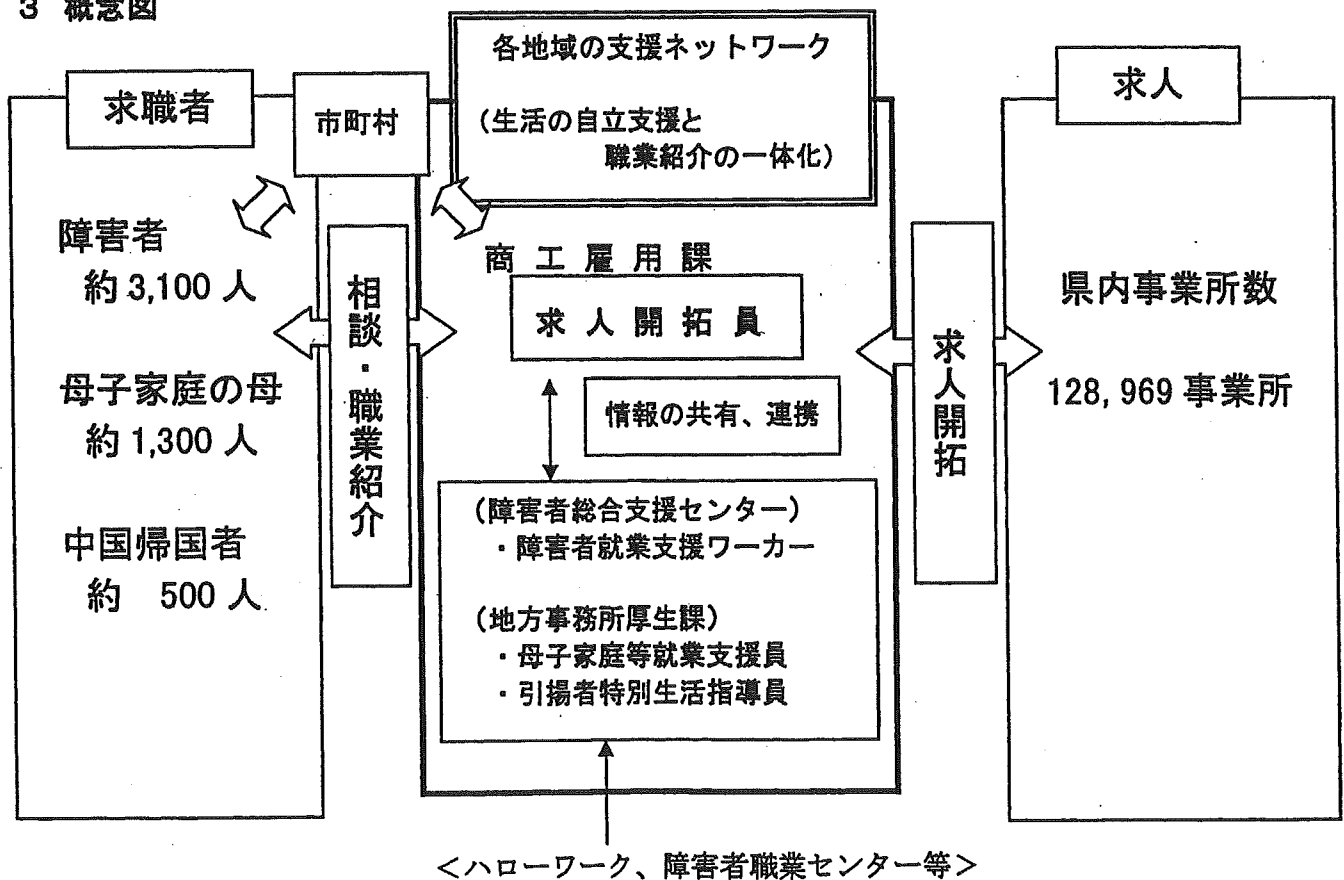 3 概念図
求職者
障害者
約 3,100 人
母子家庭の母
約 1,300 人
中国帰国者
約 500 人
市町村
相談・職業紹介
各地域の支援ネットワーク
(生活の自立支援と
職業紹介の一体化)
商工雇用課
求人開拓員
情報の共有、連携
(障害者総合支援センター)
・障害者就業支援ワーカー
(地方事務所厚生課)
・母子家庭等就業支援員
・引揚者特別生活指導員
求人開拓
求人
県内事業所数
128,969 事業所
<ハローワーク、障害者職業センター等>